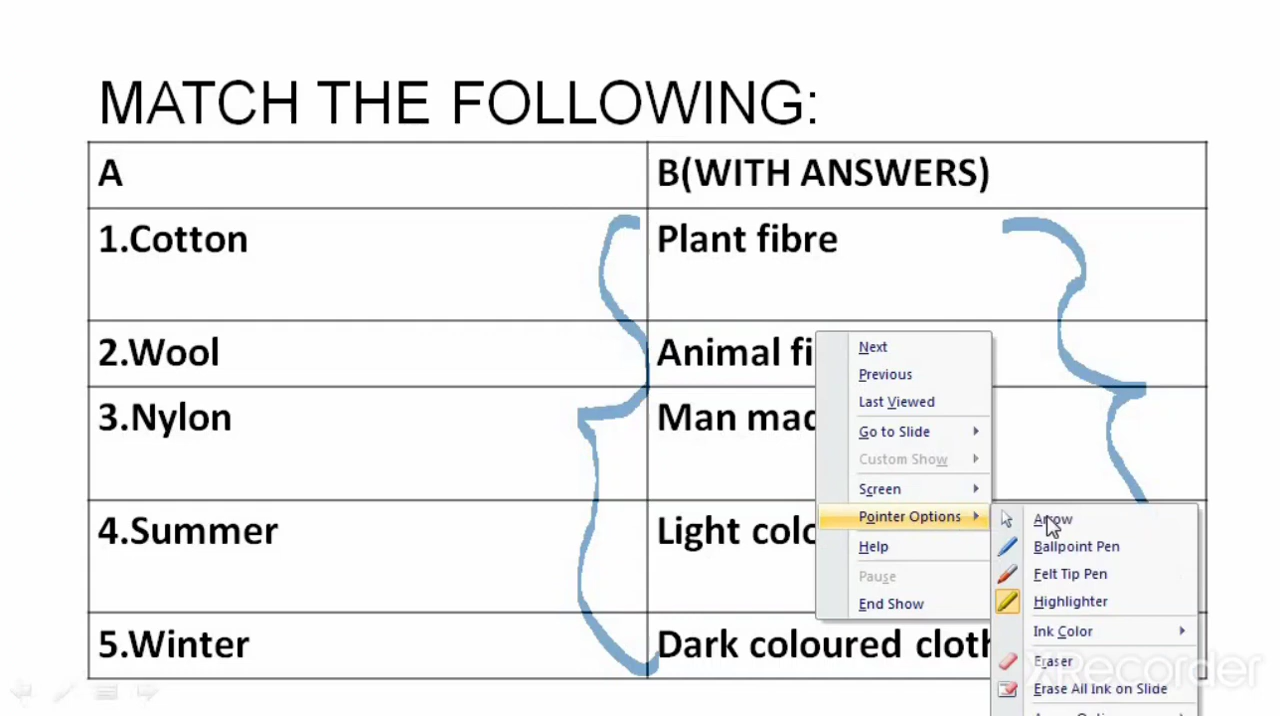 MATCH THE FOLLOWING:
A
B(WITH ANSWERS)
1.Cotton
Plant fibre
2.Wool
Animal fi
3.Nylon
Man mad
4.Summer
Light colo
5.Winter
Dark coloured cloth
Next
Previous
Last Viewed
Go to Slide
Custom Show
Screen
Pointer Options
Help
Pause
End Show
Arrow
Ballpoint Pen
Felt Tip Pen
Highlighter
Ink Color
Eraser
Erase All Ink on Slide
XRecorder